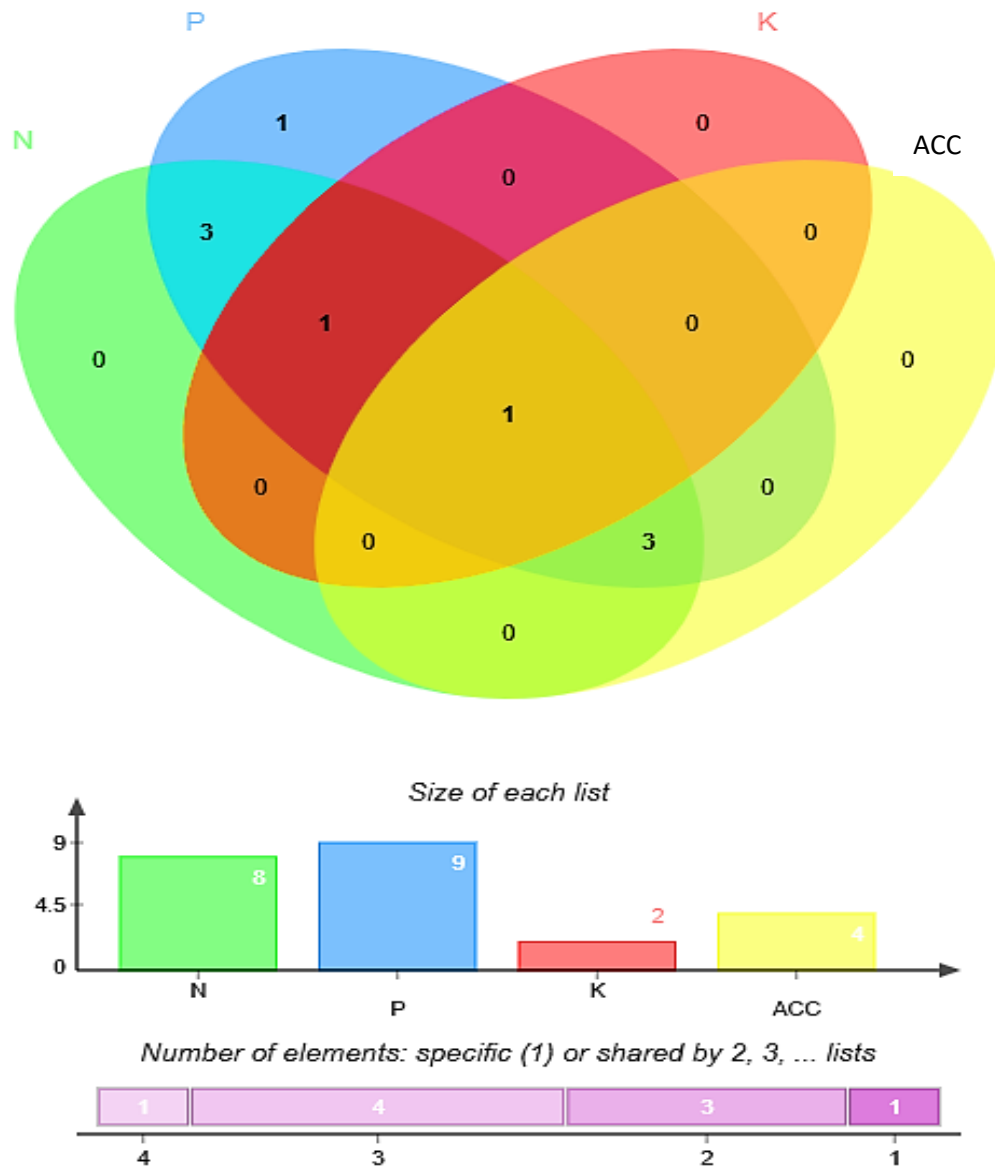 P K
N ACC
1 0
0
3 0
1 0
0 0
1
0 0
0 3
0
Size of each list
9
8 9
4.5
2
4
0
N P K ACC
Number of elements: specific (1) or shared by 2, 3, ... lists
1 4 3 1
4 3 2 1